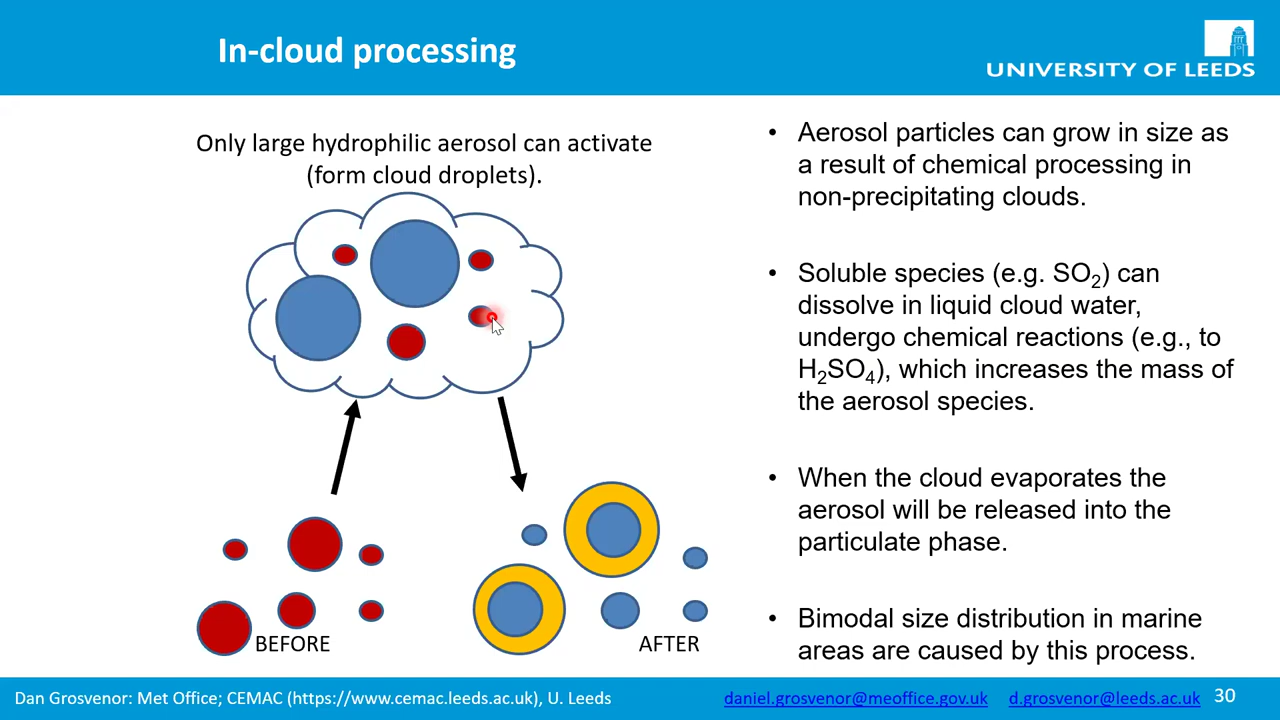 In-cloud processing
UNIVERSITY OF LEEDS
Only large hydrophilic aerosol can activate
(form cloud droplets).
BEFORE
AFTER
• Aerosol particles can grow in size as
a result of chemical processing in
non-precipitating clouds.
• Soluble species (e.g. SO₂) can
dissolve in liquid cloud water,
undergo chemical reactions (e.g., to
H₂SO₄), which increases the mass of
the aerosol species.
• When the cloud evaporates the
aerosol will be released into the
particulate phase.
• Bimodal size distribution in marine
areas are caused by this process.
Dan Grosvenor: Met Office; CEMAC (https://www.cemac.leeds.ac.uk), U. Leeds
daniel.grosvenor@meoffice.gov.uk d.grosvenor@leeds.ac.uk 30